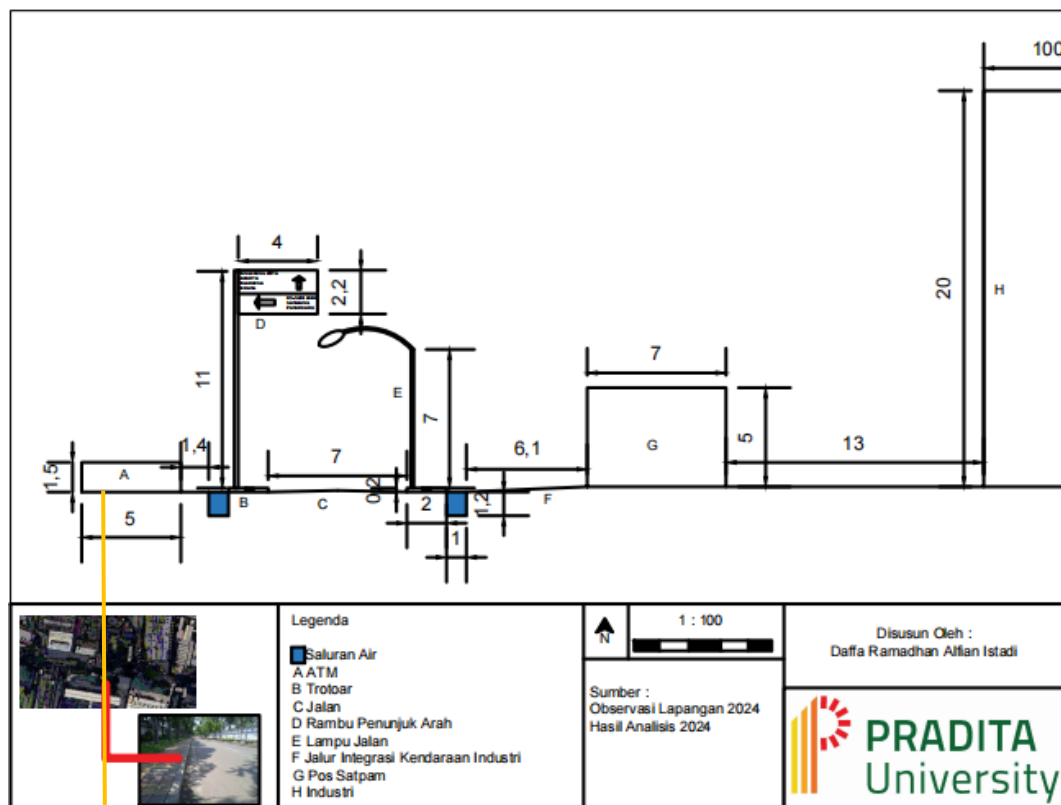 100
4
2,2
D
20
H
11
E
7
7
1,4
7
6,1
G
5
13
1,5
A
B
C
0,2
2
1,2
F
5
1
Legenda
Saluran Air
A ATM
B Trotoar
C Jalan
D Rambu Penunjuk Arah
E Lampu Jalan
F Jalur Integrasi Kendaraan Industri
G Pos Satpam
H Industri
N
1 : 100
Sumber :
Observasi Lapangan 2024
Hasil Analisis 2024
Disusun Oleh :
Daffa Ramadhan Alfian Istadi
PRADITA
University